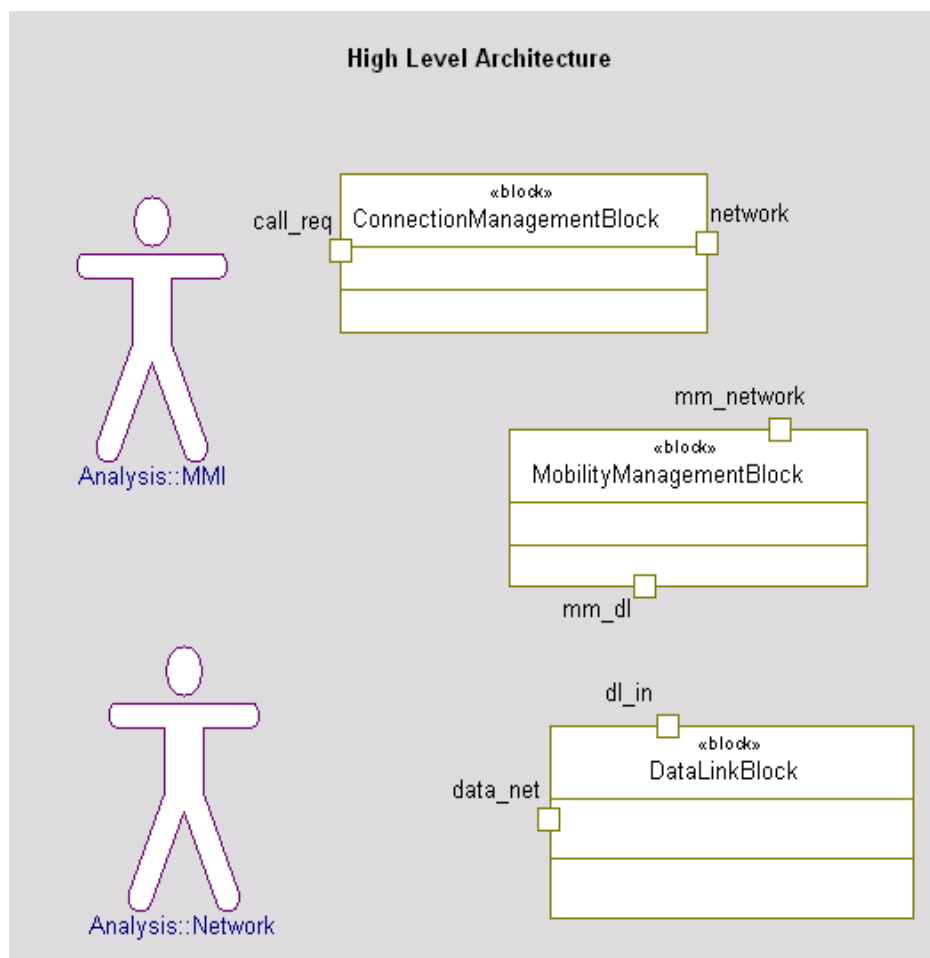 High Level Architecture
«block»
call_req
ConnectionManagementBlock
network
mm_network
«block»
MobilityManagementBlock
Analysis::MMI
mm_dl
dl_in
«block»
DataLinkBlock
data_net
Analysis::Network